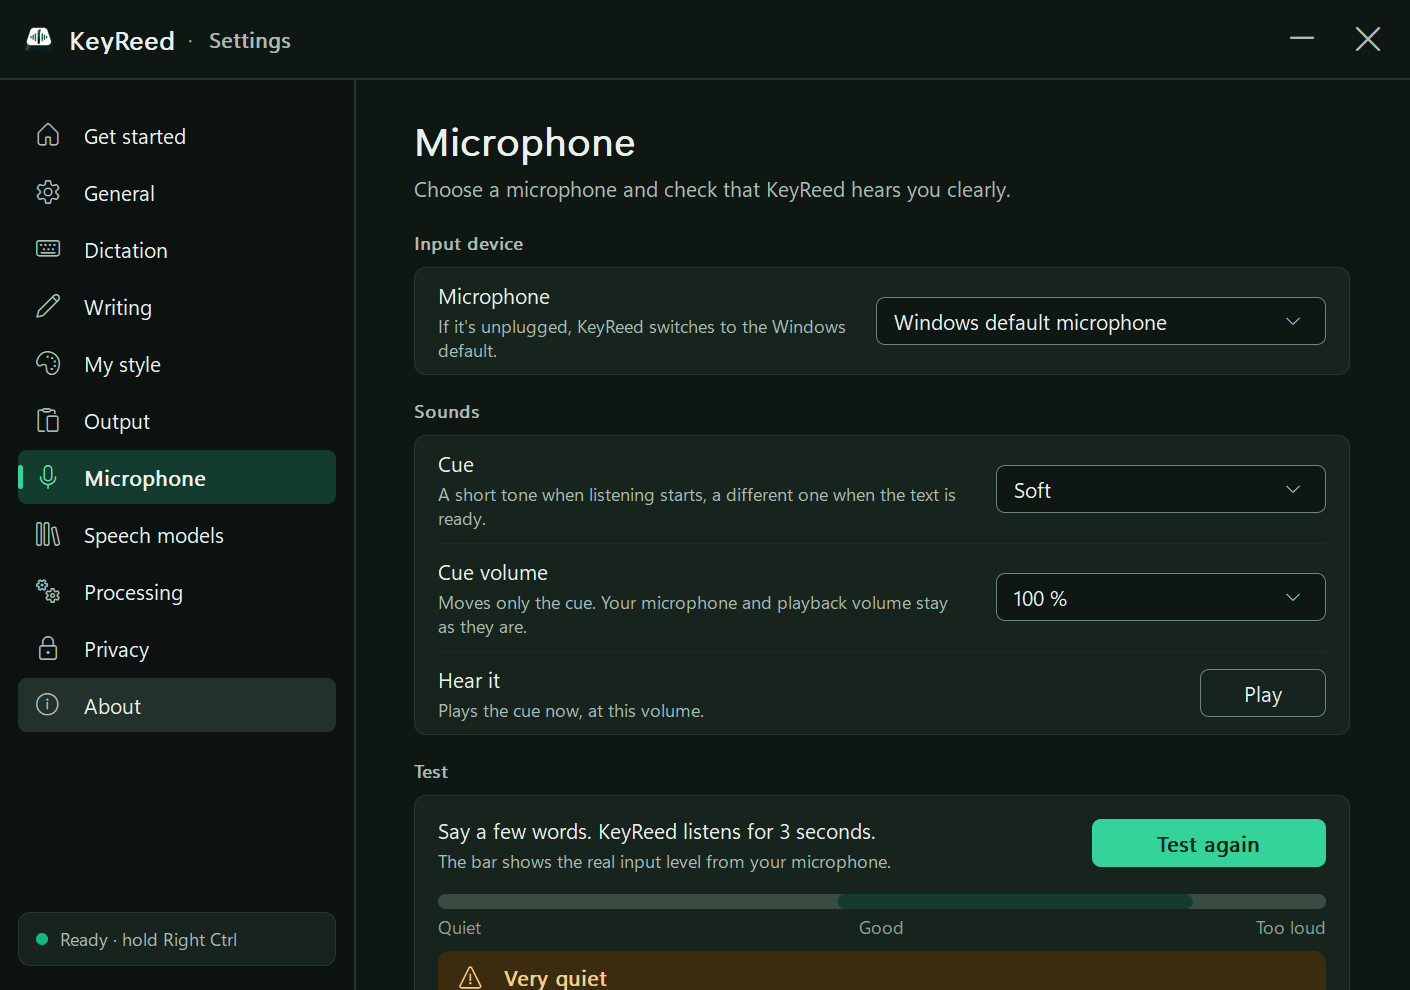 KeyReed · Settings
Get started
General
Dictation
Writing
My style
Output
Microphone
Speech models
Processing
Privacy
About
Ready · hold Right Ctrl
Microphone
Choose a microphone and check that KeyReed hears you clearly.
Input device
Microphone
If it's unplugged, KeyReed switches to the Windows
default.
Windows default microphone
Sounds
Cue
A short tone when listening starts, a different one when the text is
ready.
Soft
Cue volume
Moves only the cue. Your microphone and playback volume stay
as they are.
100 %
Hear it
Plays the cue now, at this volume.
Play
Test
Say a few words. KeyReed listens for 3 seconds.
The bar shows the real input level from your microphone.
Test again
Quiet
Good
Too loud
Very quiet